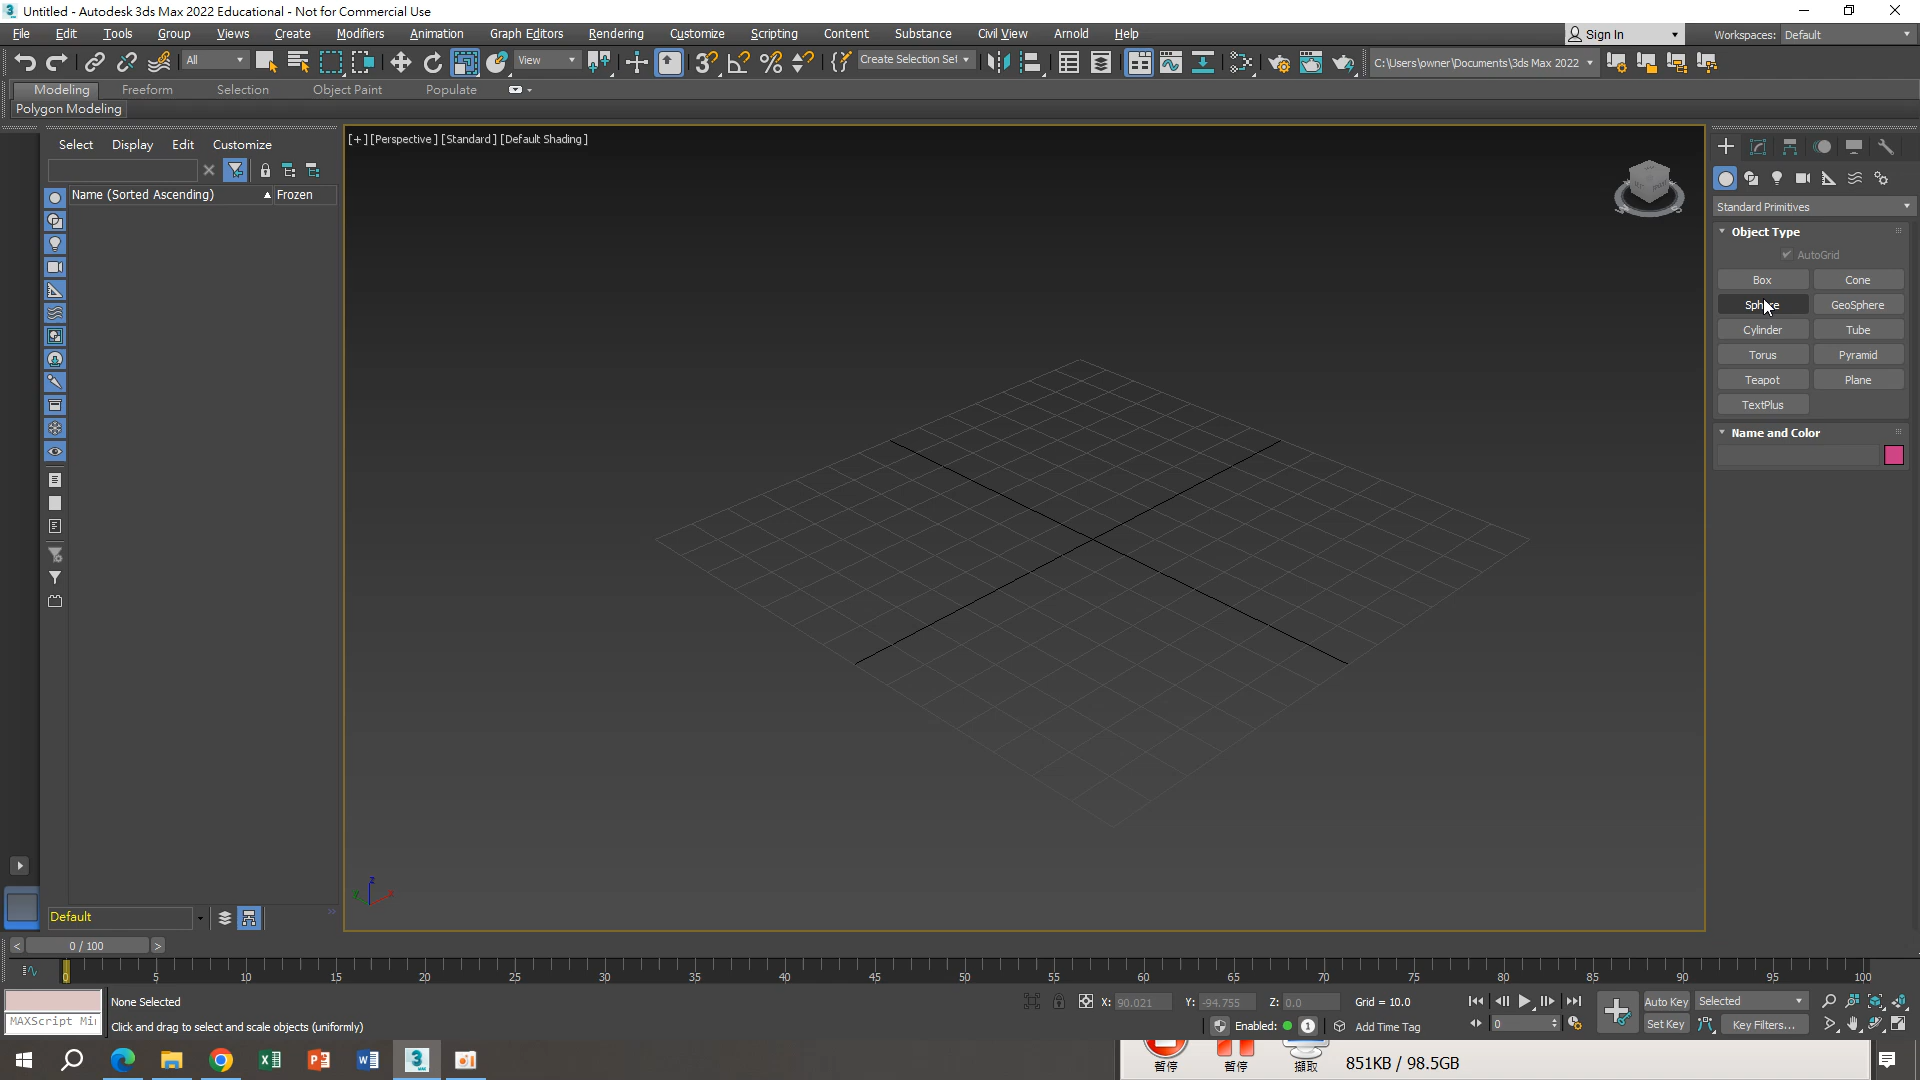 Untitled - Autodesk 3ds Max 2022 Educational - Not for Commercial Use
File Edit Tools Group Views Create Modifiers Animation Graph Editors Rendering Customize Scripting Content Substance Civil View Arnold Help
Sign In
Workspaces: Default
All
View
Create Selection Set
C:\Users\owner\Documents\3ds Max 2022
Modeling Freeform Selection Object Paint Populate
Polygon Modeling
Select Display Edit Customize
Name (Sorted Ascending) Frozen
[+] [Perspective] [Standard] [Default Shading]
Standard Primitives
Object Type
AutoGrid
Box Cone
Sphere GeoSphere
Cylinder Tube
Torus Pyramid
Teapot Plane
TextPlus
Name and Color
z
x
y
Default
< 0 / 100 >
0 5 10 15 20 25 30 35 40 45 50 55 60 65 70 75 80 85 90 95 100
None Selected
X: 90.021 Y: -94.755 Z: 0.0 Grid = 10.0
Auto Key Selected
MAXScript Mi
Click and drag to select and scale objects (uniformly)
Enabled: 1 Add Time Tag
0
Set Key Key Filters...
暫停 暫停 擷取 851KB / 98.5GB